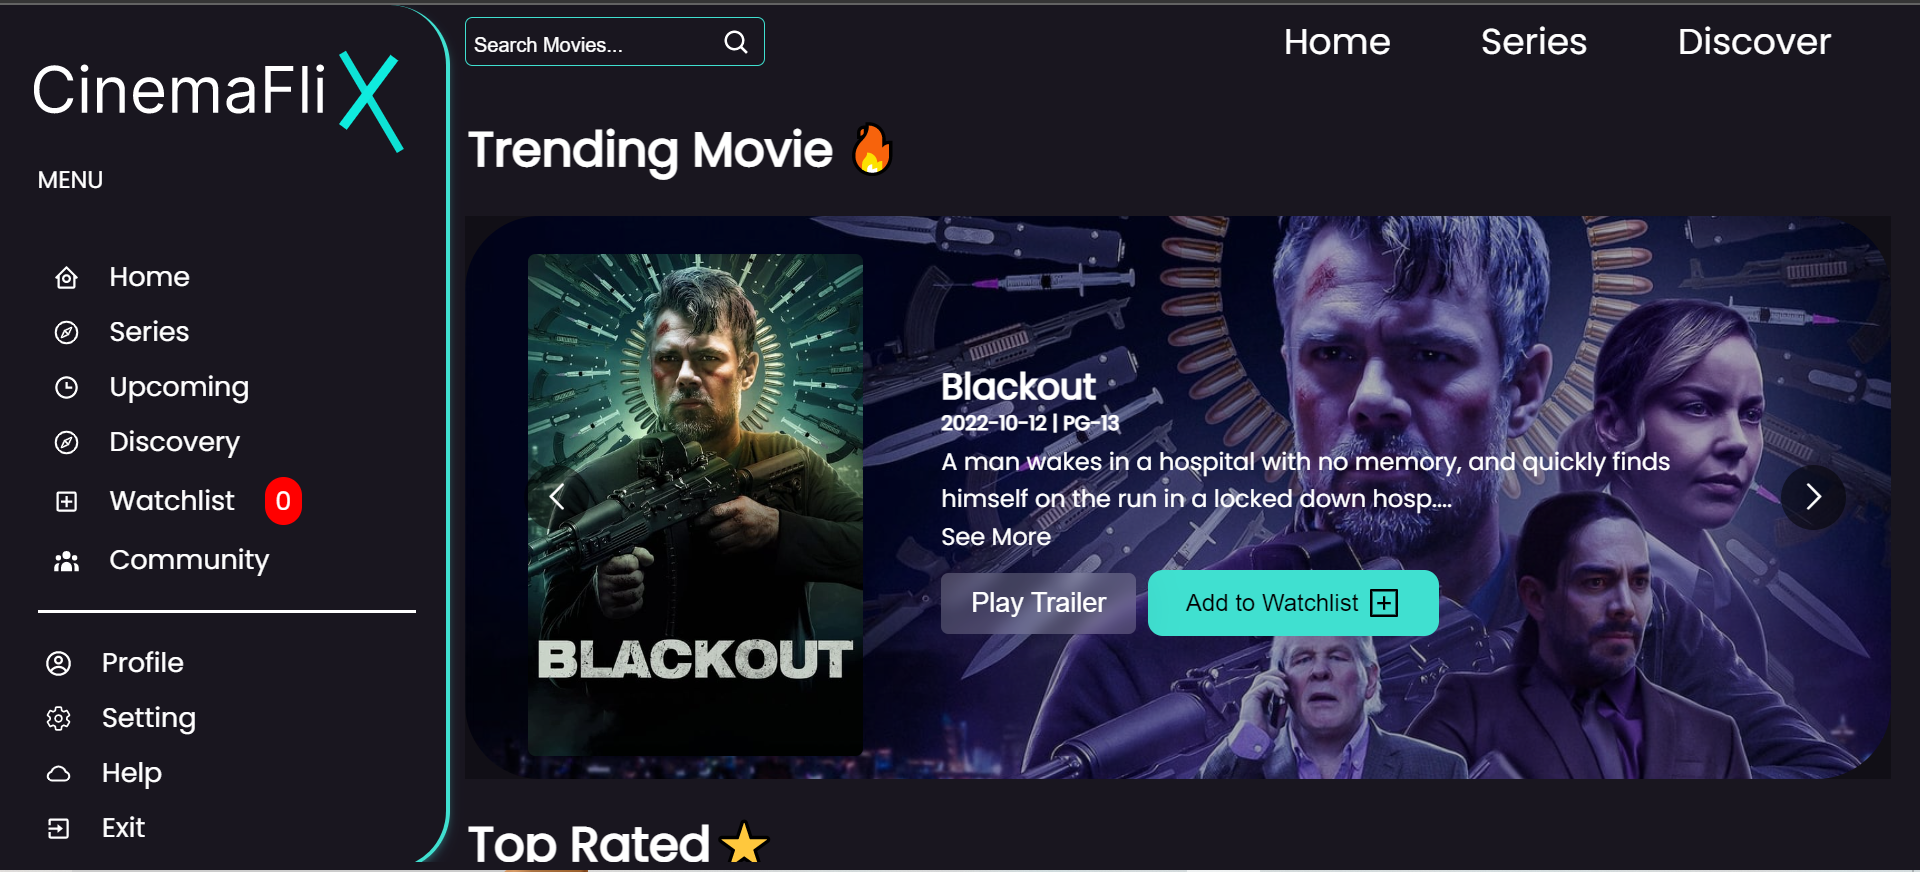 CinemaFliX
MENU
Home
Series
Upcoming
Discovery
Watchlist 0
Community
Profile
Setting
Help
Exit
Search Movies...
Home Series Discover
Trending Movie 🔥
BLACKOUT
Blackout
2022-10-12 | PG-13
A man wakes in a hospital with no memory, and quickly finds
himself on the run in a locked down hosp....
See More
Play Trailer
Add to Watchlist
Top Rated ⭐